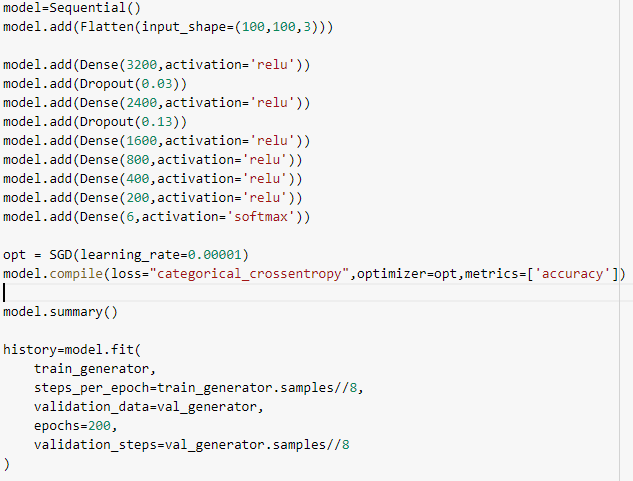 model=Sequential()
model.add(Flatten(input_shape=(100,100,3)))
model.add(Dense(3200,activation='relu'))
model.add(Dropout(0.03))
model.add(Dense(2400,activation='relu'))
model.add(Dropout(0.13))
model.add(Dense(1600,activation='relu'))
model.add(Dense(800,activation='relu'))
model.add(Dense(400,activation='relu'))
model.add(Dense(200,activation='relu'))
model.add(Dense(6,activation='softmax'))
opt = SGD(learning_rate=0.00001)
model.compile(loss="categorical_crossentropy",optimizer=opt,metrics=['accuracy'])
model.summary()
history=model.fit(
    train_generator,
    steps_per_epoch=train_generator.samples//8,
    validation_data=val_generator,
    epochs=200,
    validation_steps=val_generator.samples//8
)